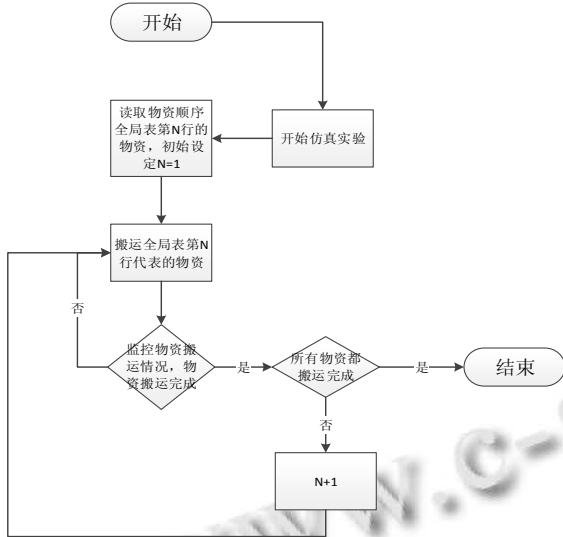 开始
开始仿真实验
读取物资顺序
全局表第N行的
物资，初始设
定N=1
搬运全局表第N
行代表的物资
否
监控物资搬
运情况，物
资搬运完成
是
所有物资都
搬运完成
是
结束
否
N+1
www.c-